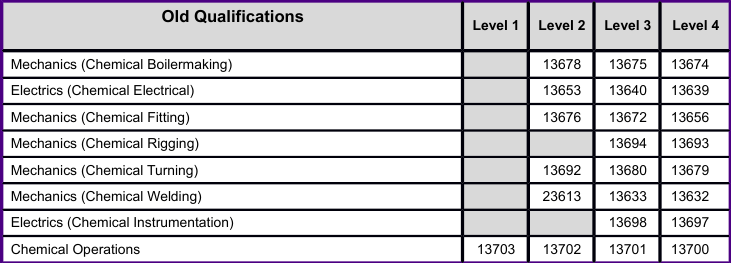 Old Qualifications Level 1 Level 2 Level 3 Level 4
Mechanics (Chemical Boilermaking) 13678 13675 13674
Electrics (Chemical Electrical) 13653 13640 13639
Mechanics (Chemical Fitting) 13676 13672 13656
Mechanics (Chemical Rigging) 13694 13693
Mechanics (Chemical Turning) 13692 13680 13679
Mechanics (Chemical Welding) 23613 13633 13632
Electrics (Chemical Instrumentation) 13698 13697
Chemical Operations 13703 13702 13701 13700